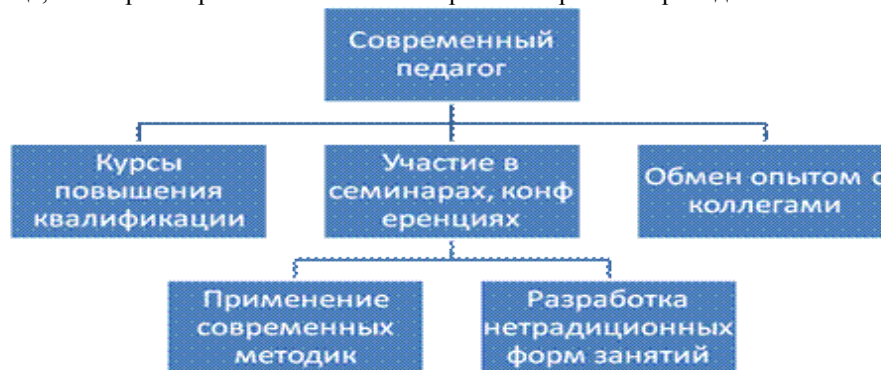 Современный
педагог
Курсы
повышения
квалификации
Участие в
семинарах, конф
еренциях
Обмен опытом с
коллегами
Применение
современных
методик
Разработка
нетрадиционных
форм занятий